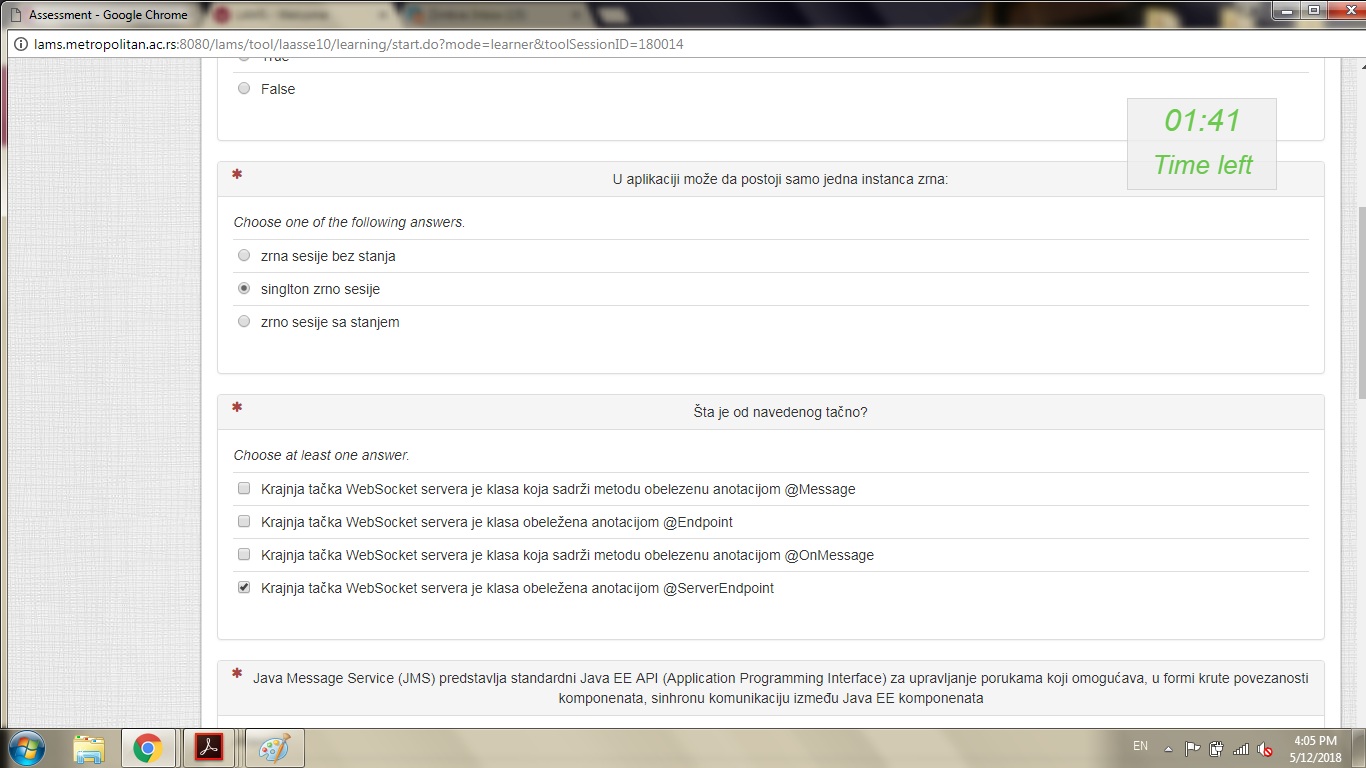 Assessment - Google Chrome
lams.metropolitan.ac.rs:8080/lams/tool/laasse10/learning/start.do?mode=learner&toolSessionID=180014
True
False
01:41
Time left
* U aplikaciji može da postoji samo jedna instanca zrna:
Choose one of the following answers.
zrna sesije bez stanja
singlton zrno sesije
zrno sesije sa stanjem
* Šta je od navedenog tačno?
Choose at least one answer.
Krajnja tačka WebSocket servera je klasa koja sadrži metodu obelezenu anotacijom @Message
Krajnja tačka WebSocket servera je klasa obeležena anotacijom @Endpoint
Krajnja tačka WebSocket servera je klasa koja sadrži metodu obelezenu anotacijom @OnMessage
Krajnja tačka WebSocket servera je klasa obeležena anotacijom @ServerEndpoint
* Java Message Service (JMS) predstavlja standardni Java EE API (Application Programming Interface) za upravljanje porukama koji omogućava, u formi krute povezanosti
komponenata, sinhronu komunikaciju između Java EE komponenata
EN
4:05 PM
5/12/2018